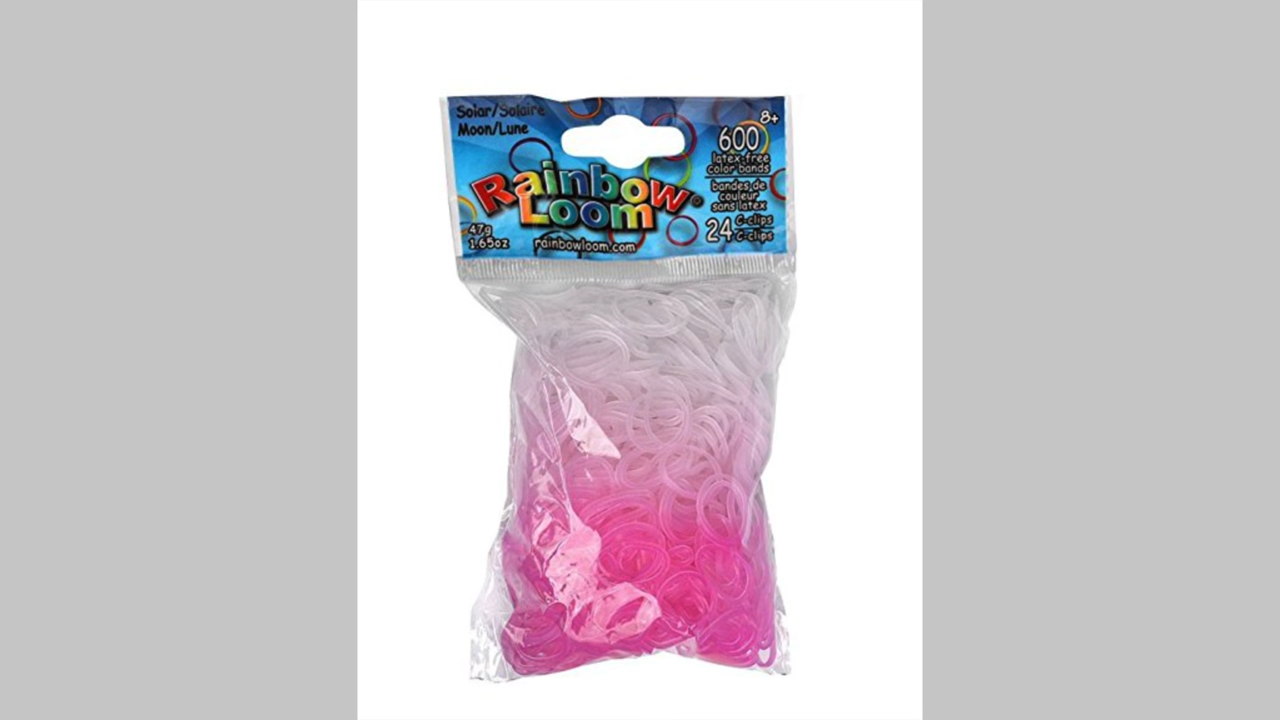 Solar/Solaire
Moon/Lune
8+
600
latex-free
color bands
bandes de
couleur
sans latex
24 C-clips
C-clips
Rainbow
Loom®
47g
1.65oz
rainbowloom.com